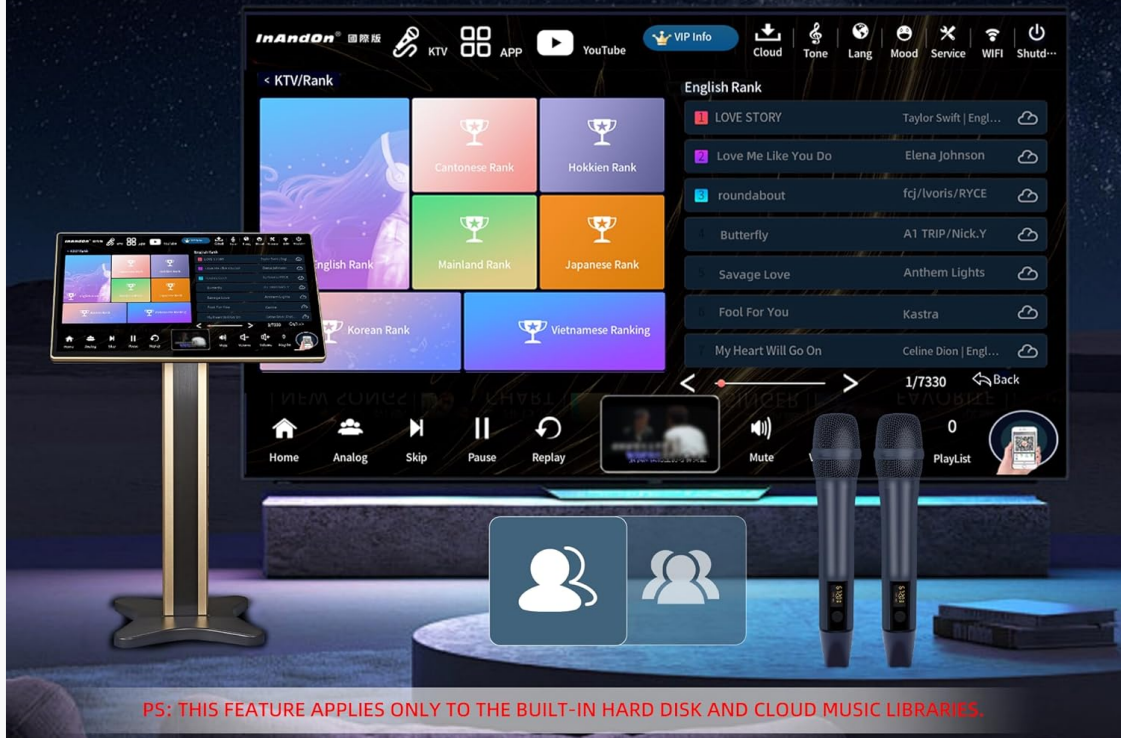 InAndOn® 國際版
KTV
APP
YouTube
VIP Info
Cloud
Tone
Lang
Mood
Service
WIFI
Shutd···
< KTV/Rank
English Rank
Cantonese Rank
Hokkien Rank
English Rank
Mainland Rank
Japanese Rank
Korean Rank
Vietnamese Ranking
1 LOVE STORY Taylor Swift | Engl...
2 Love Me Like You Do Elena Johnson
3 roundabout fcj/lvoris/RYCE
Butterfly A1 TRIP/Nick.Y
Savage Love Anthem Lights
Fool For You Kastra
7 My Heart Will Go On Celine Dion | Engl...
< > 1/7330 Back
Home
Analog
Skip
Pause
Replay
Mute
0
PlayList
PS: THIS FEATURE APPLIES ONLY TO THE BUILT-IN HARD DISK AND CLOUD MUSIC LIBRARIES.